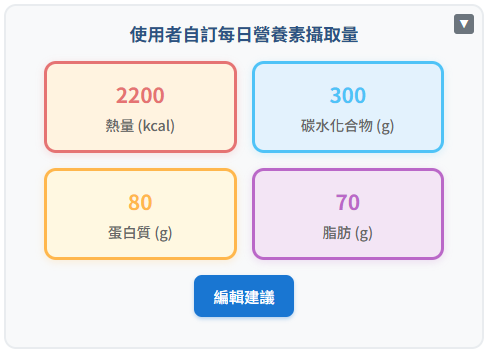 使用者自訂每日營養素攝取量
▼
2200
熱量 (kcal)
300
碳水化合物 (g)
80
蛋白質 (g)
70
脂肪 (g)
編輯建議